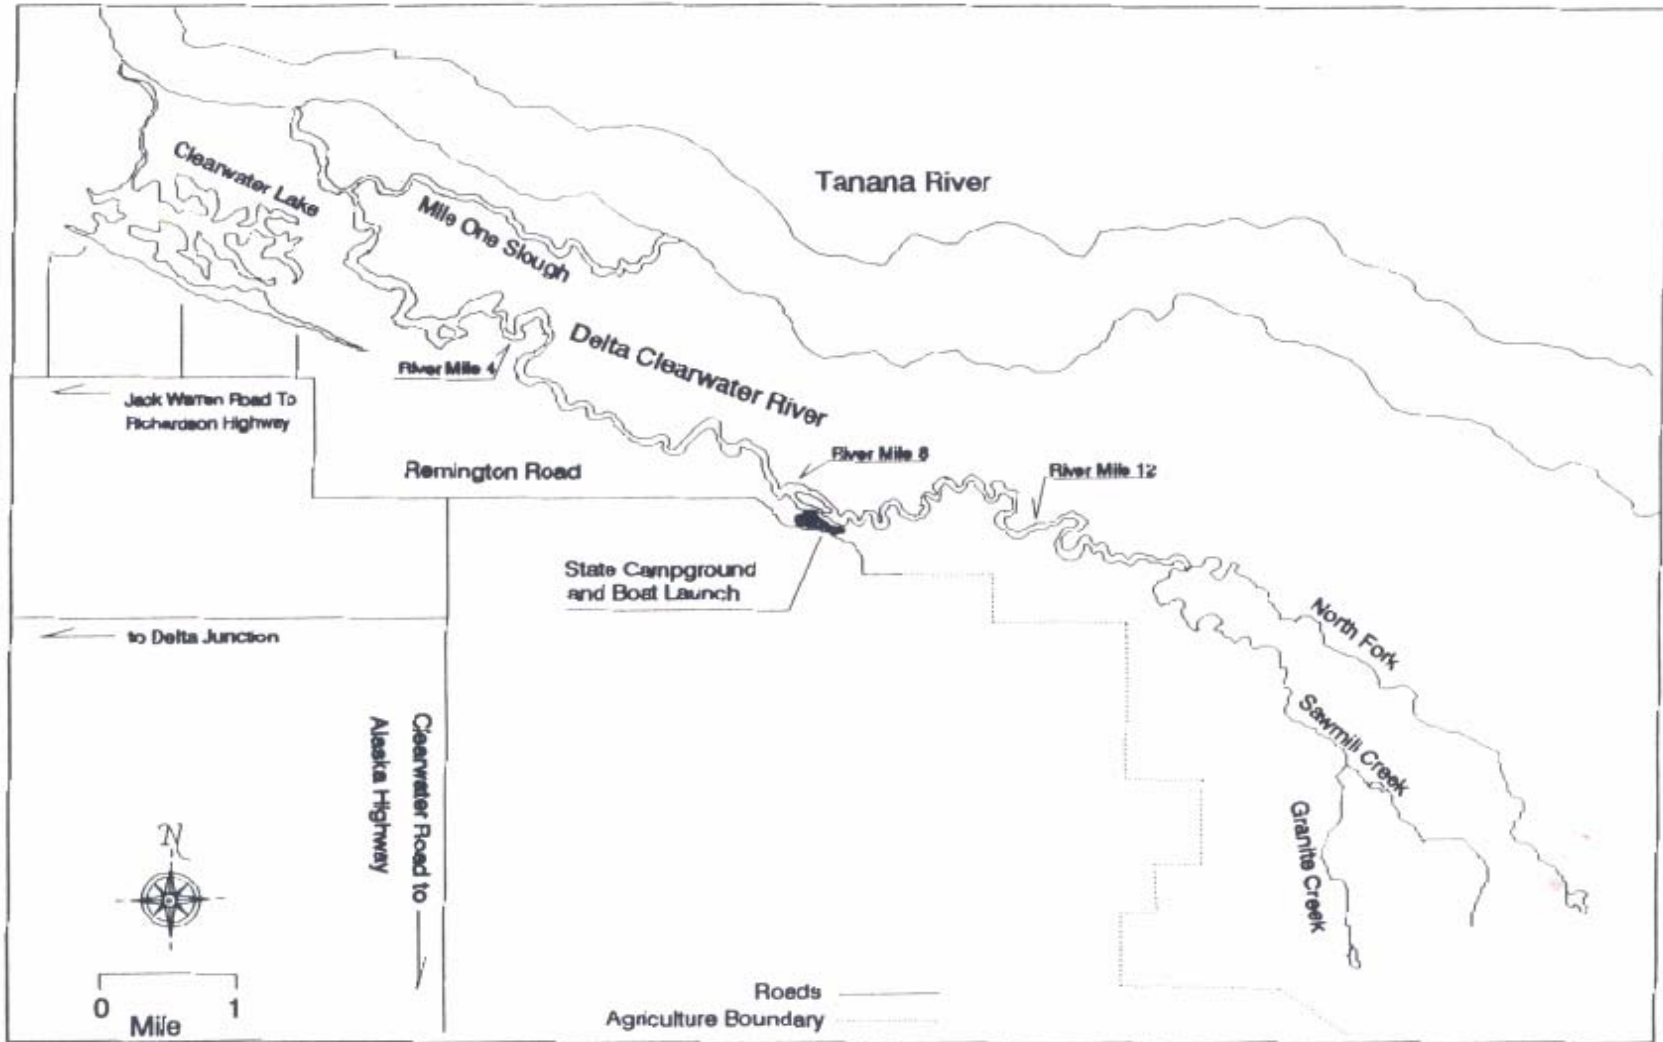 Tanana River
Clearwater Lake
Mile One Slough
Delta Clearwater River
River Mile 4
Jack Warren Road To
Richardson Highway
Remington Road
River Mile 8
River Mile 12
State Campground
and Boat Launch
to Delta Junction
North Fork
Sawmill Creek
Granite Creek
Clearwater Road to
Alaska Highway
N
0 1
Mile
Roads
Agriculture Boundary